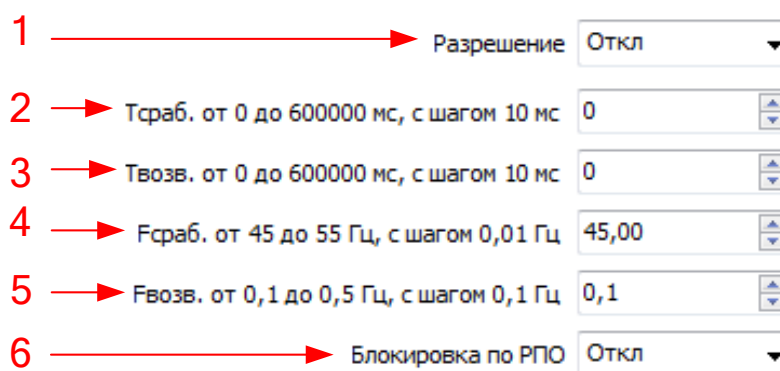 1 Разрешение Откл
2 Тсраб. от 0 до 600000 мс, с шагом 10 мс 0
3 Твозв. от 0 до 600000 мс, с шагом 10 мс 0
4 Fсраб. от 45 до 55 Гц, с шагом 0,01 Гц 45,00
5 Fвозв. от 0,1 до 0,5 Гц, с шагом 0,1 Гц 0,1
6 Блокировка по РПО Откл